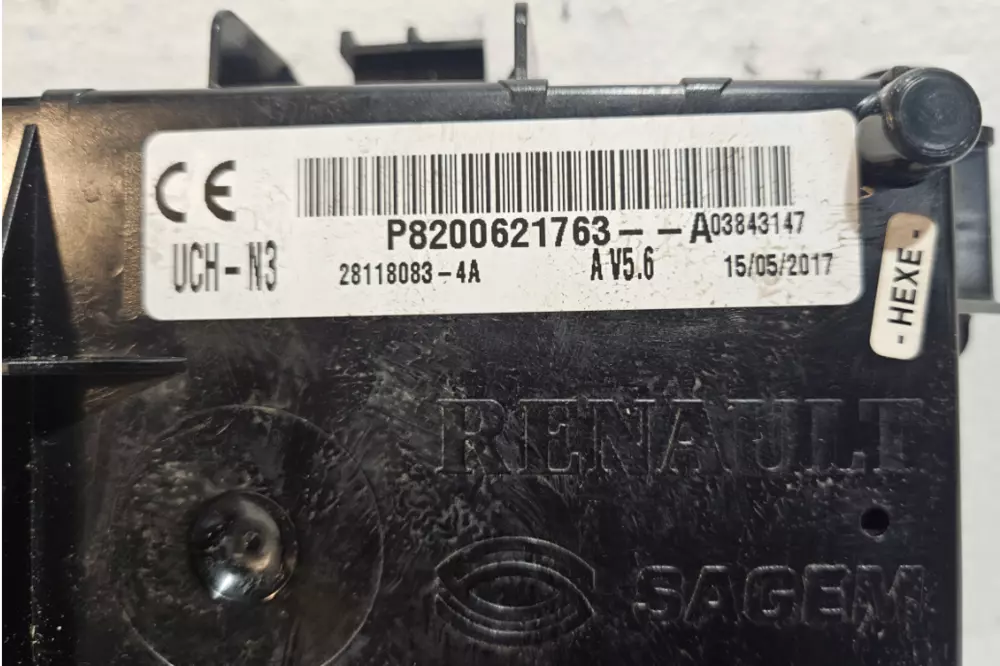 CE
P8200621763--A03843147
UCH-N3 28118083-4A A V5.6 15/05/2017
-HEXE-
RENAULT
SAGEM